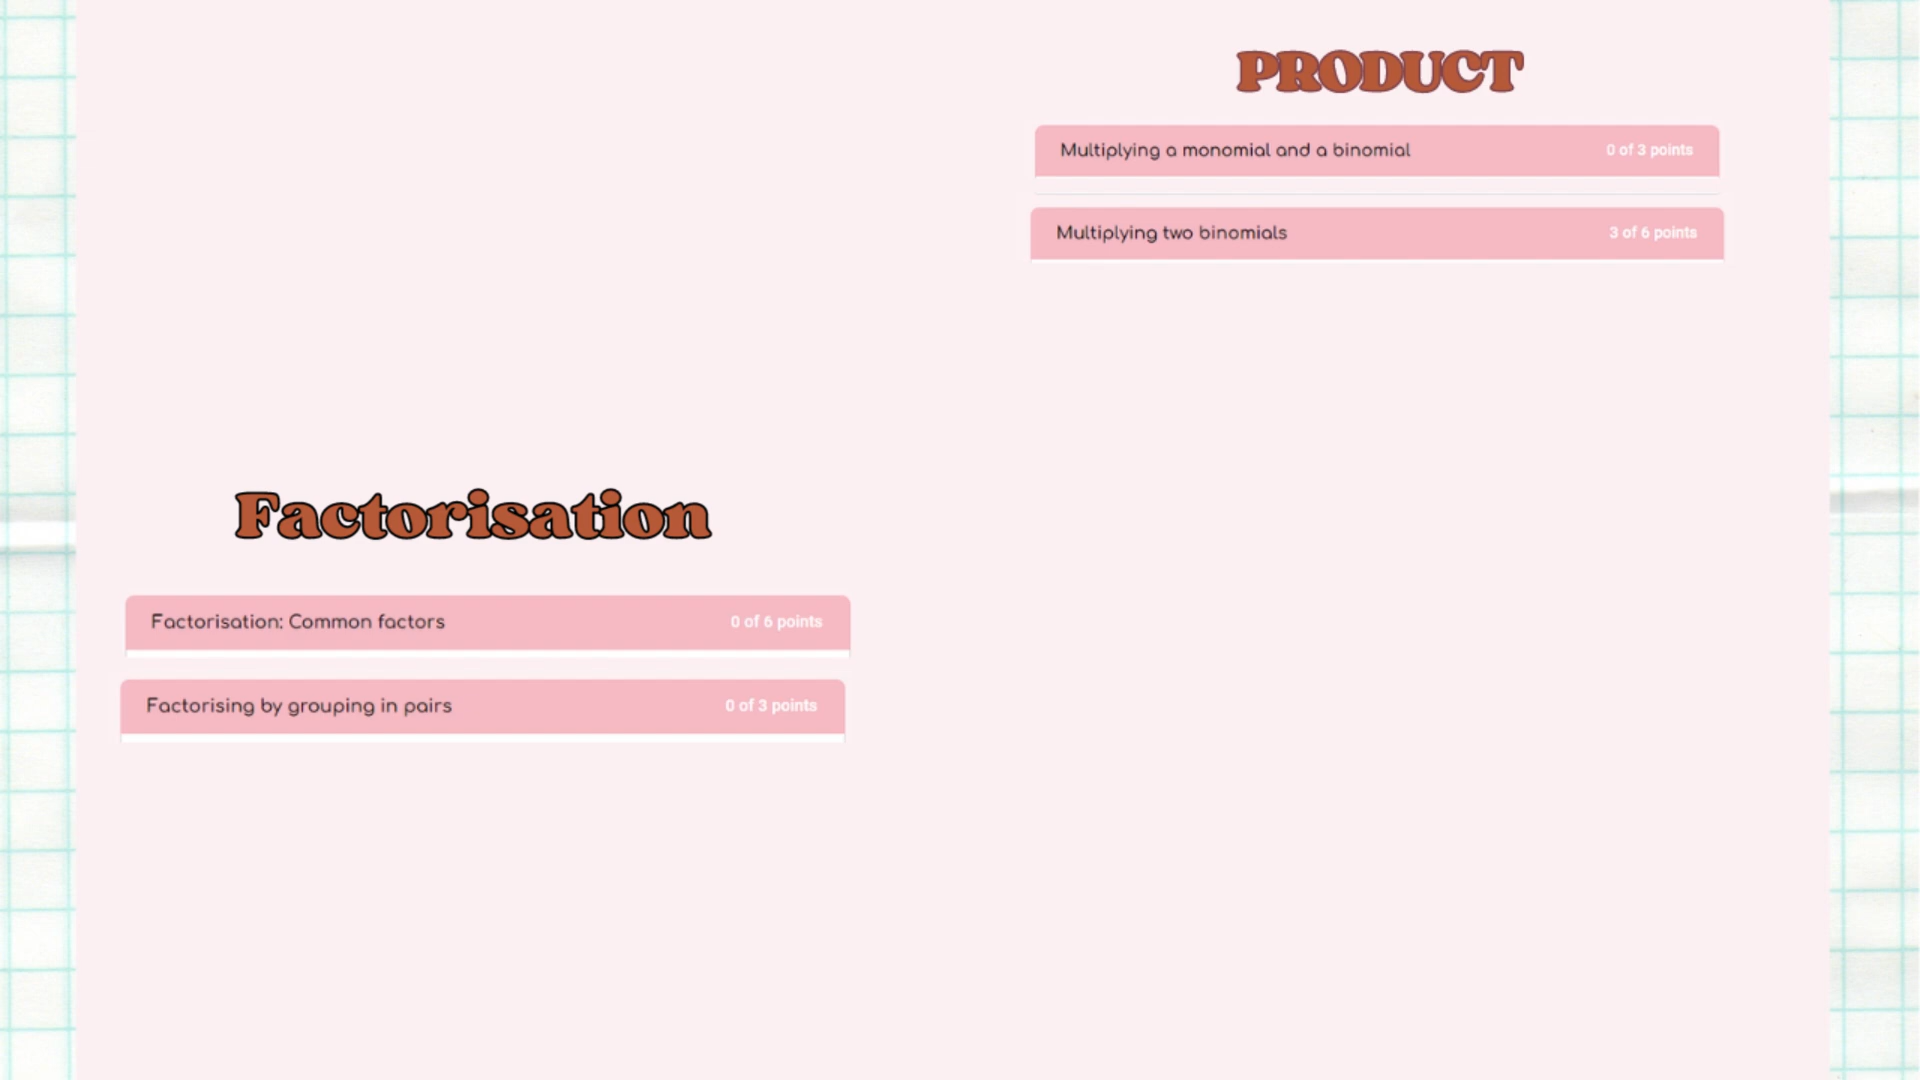 PRODUCT
Multiplying a monomial and a binomial 0 of 3 points
Multiplying two binomials 3 of 6 points
Factorisation
Factorisation: Common factors 0 of 6 points
Factorising by grouping in pairs 0 of 3 points